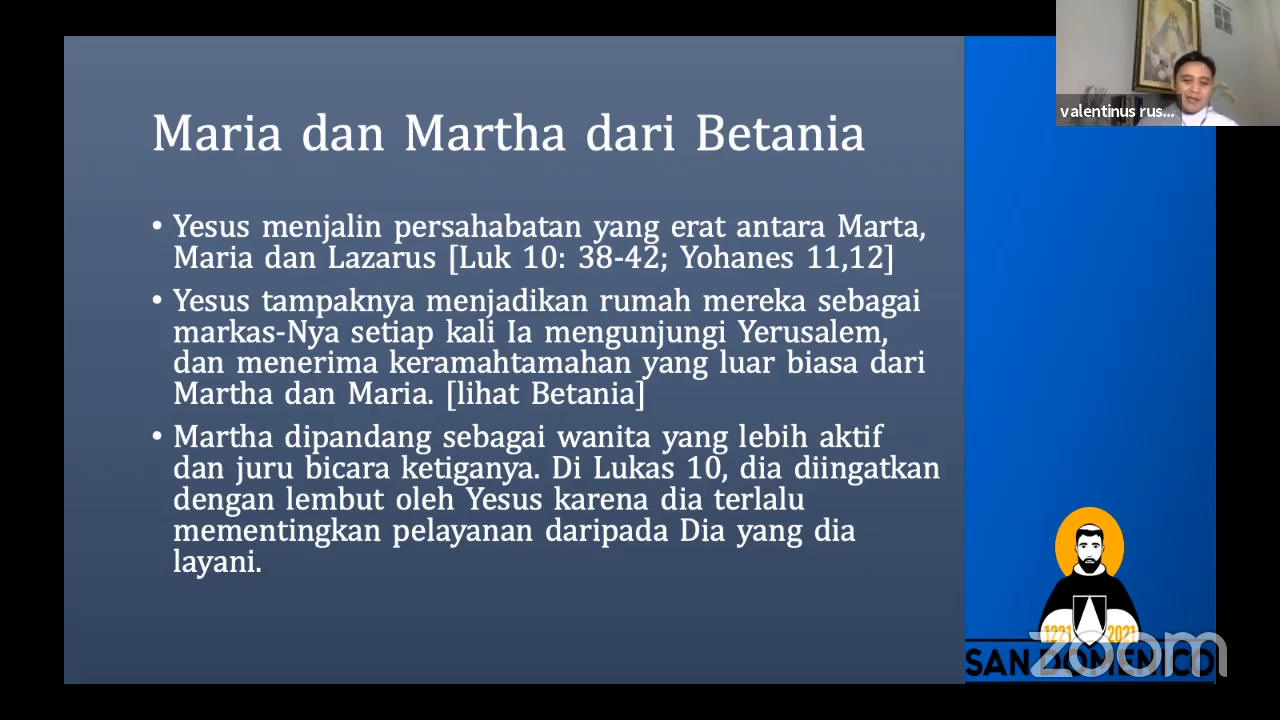 Maria dan Martha dari Betania
• Yesus menjalin persahabatan yang erat antara Marta,
Maria dan Lazarus [Luk 10: 38-42; Yohanes 11,12]
• Yesus tampaknya menjadikan rumah mereka sebagai
markas-Nya setiap kali Ia mengunjungi Yerusalem,
dan menerima keramahtamahan yang luar biasa dari
Martha dan Maria. [lihat Betania]
• Martha dipandang sebagai wanita yang lebih aktif
dan juru bicara ketiganya. Di Lukas 10, dia diingatkan
dengan lembut oleh Yesus karena dia terlalu
mementingkan pelayanan daripada Dia yang dia
layani.
valentinus rus...
1221 2021
SAN DOMENICO
zoom